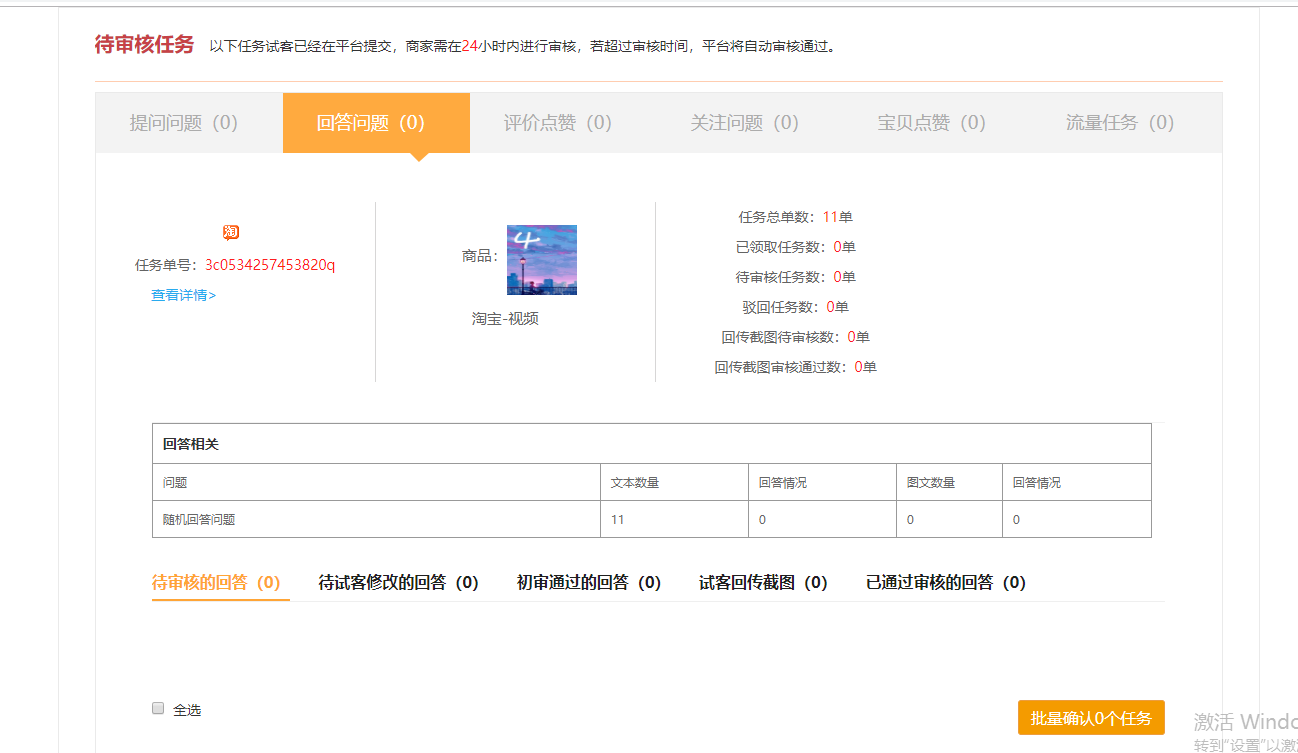 待审核任务 以下任务试客已经在平台提交，商家需在24小时内进行审核，若超过审核时间，平台将自动审核通过。
提问问题（0） 回答问题（0） 评价点赞（0） 关注问题（0） 宝贝点赞（0） 流量任务（0）
淘
任务单号：3c0534257453820q
查看详情>
商品：
4
淘宝-视频
任务总单数：11单
已领取任务数：0单
待审核任务数：0单
驳回任务数：0单
回传截图待审核数：0单
回传截图审核通过数：0单
回答相关
问题 文本数量 回答情况 图文数量 回答情况
随机回答问题 11 0 0 0
待审核的回答（0） 待试客修改的回答（0） 初审通过的回答（0） 试客回传截图（0） 已通过审核的回答（0）
全选
批量确认0个任务
激活 Windo
转到"设置"以激